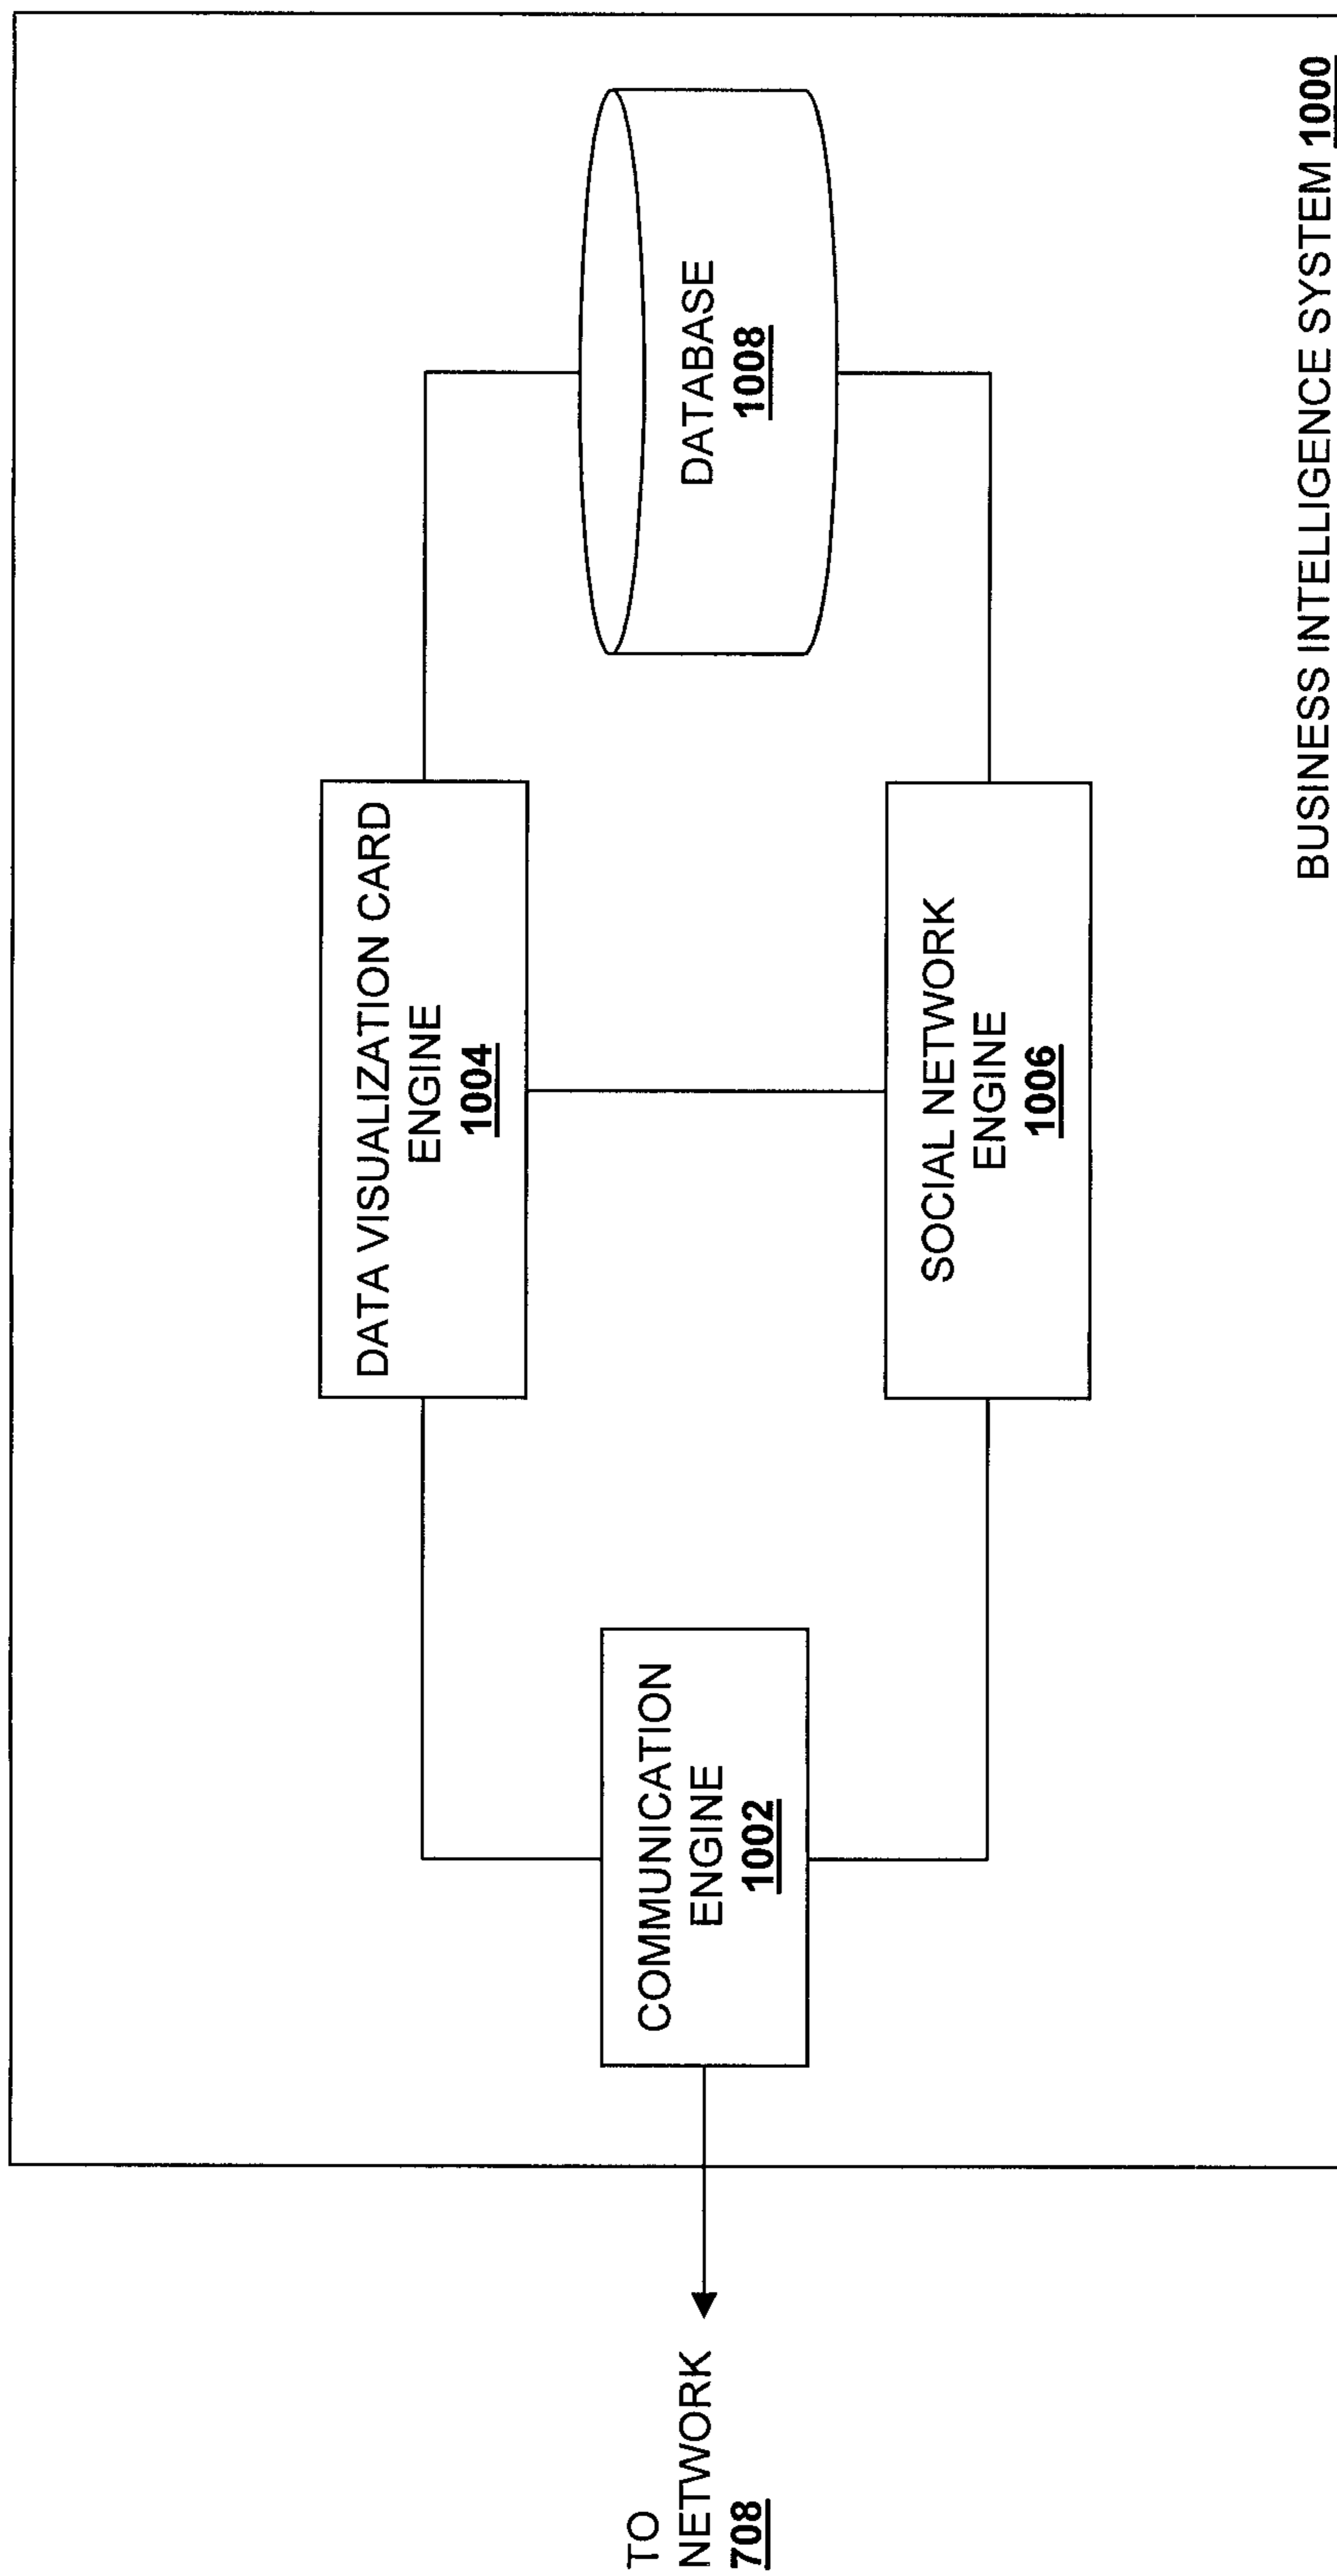 TO
NETWORK
708
COMMUNICATION
ENGINE
1002
DATA VISUALIZATION CARD
ENGINE
1004
SOCIAL NETWORK
ENGINE
1006
DATABASE
1008
BUSINESS INTELLIGENCE SYSTEM 1000